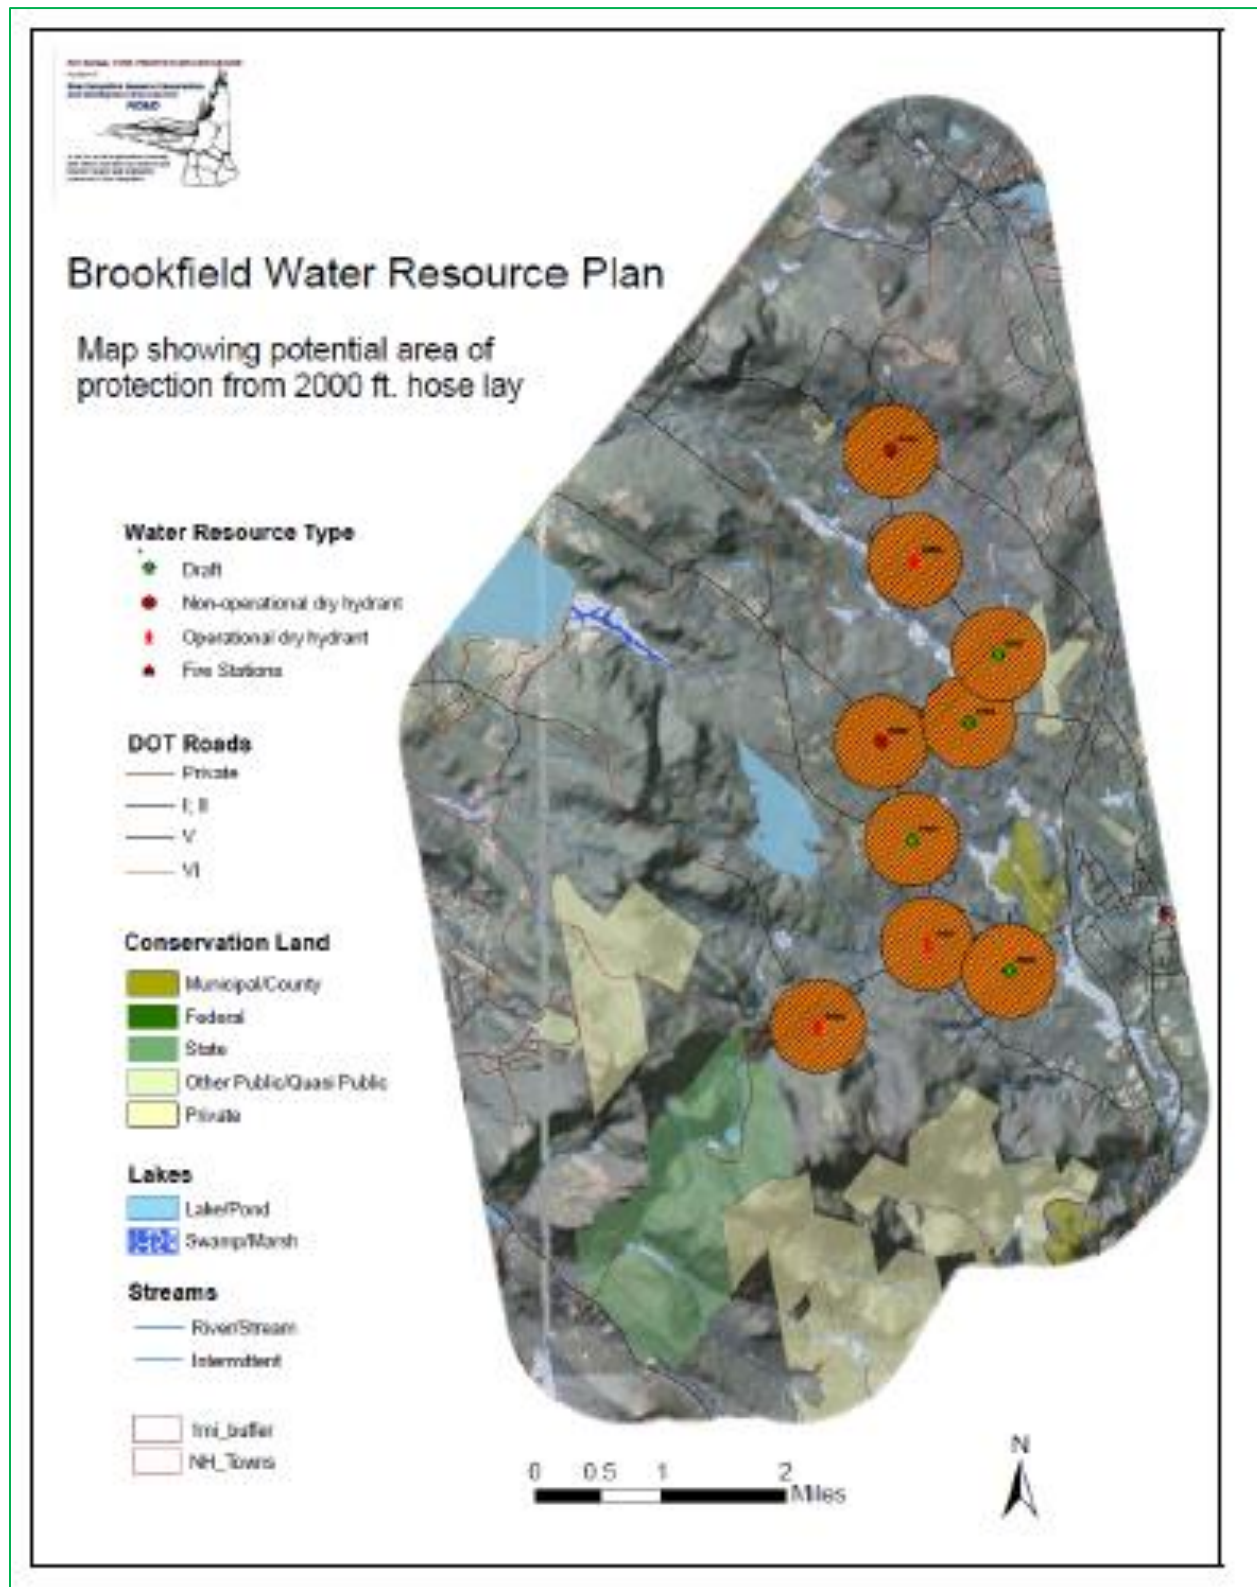 RC&D
Brookfield Water Resource Plan
Map showing potential area of
protection from 2000 ft. hose lay
Water Resource Type
Draft
Non-operational dry hydrant
Operational dry hydrant
Fire Stations
DOT Roads
Private
I; II
V
VI
Conservation Land
Municipal/County
Federal
State
Other Public/Quasi Public
Private
Lakes
Lake/Pond
Swamp/Marsh
Streams
River/Stream
Intermittent
1mi_buffer
NH_Towns
0 0.5 1 2
Miles
N